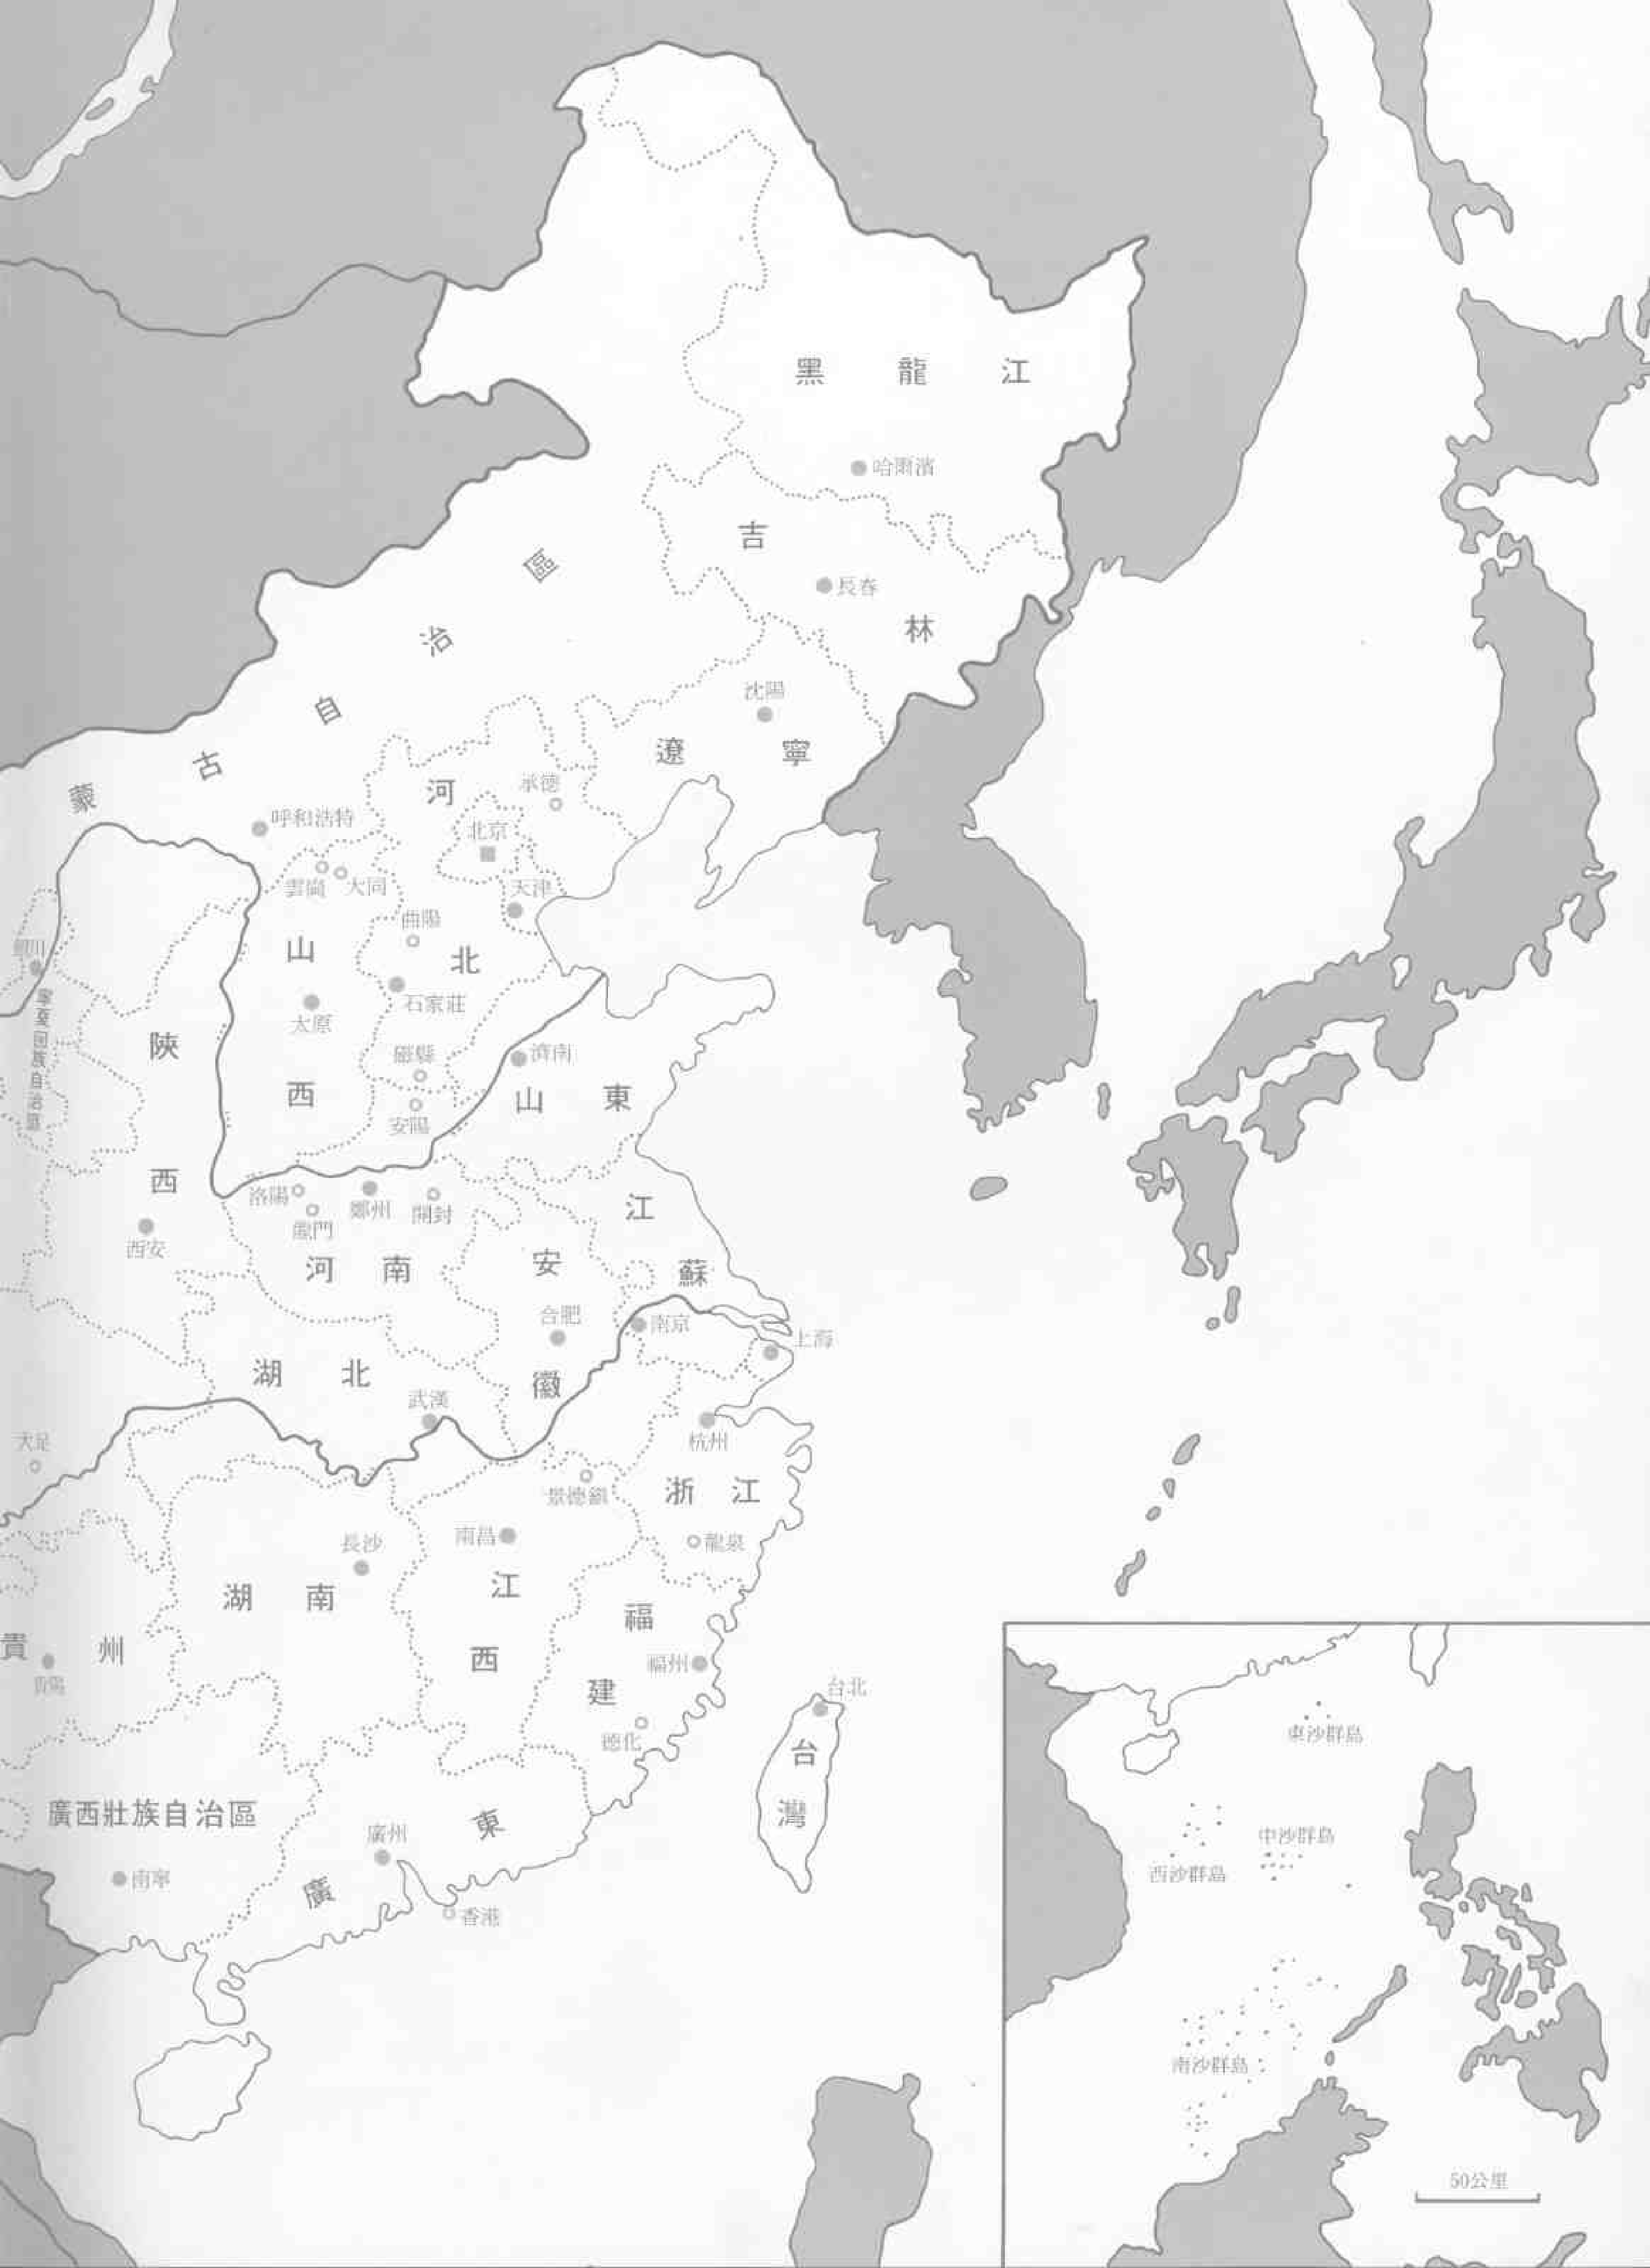 黑龍江
哈爾濱
吉林
長春
沈陽
遼寧
蒙古自治區
呼和浩特
河北
承德
北京
天津
雲崗
大同
曲陽
石家莊
山西
太原
磁縣
安陽
銀川
寧夏回族自治區
陝西
西安
濟南
山東
洛陽
龍門
鄭州
開封
河南
江蘇
南京
上海
安徽
合肥
湖北
武漢
大足
杭州
浙江
龍泉
景德鎮
南昌
江西
長沙
湖南
貴州
貴陽
福建
福州
德化
台北
台灣
廣西壯族自治區
南寧
廣東
廣州
香港
東沙群島
中沙群島
西沙群島
南沙群島
50公里